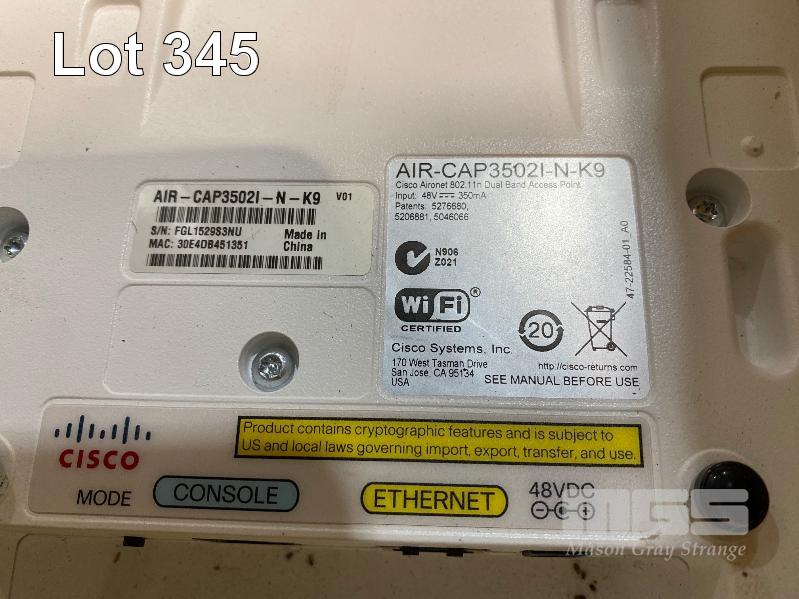 Lot 345
AIR-CAP3502I-N-K9 V01
S/N: FGL1529S3NU
MAC: 30E4DB451351
Made in
China
AIR-CAP3502I-N-K9
Cisco Aironet 802.11n Dual Band Access Point
Input: 48V⎓ 350mA
Patents: 5276680,
5206881, 5046066
N906
Z021
Wi Fi®
CERTIFIED
20
47-22584-01_A0
Cisco Systems, Inc.
170 West Tasman Drive
San Jose, CA 95134
USA
http://cisco-returns.com
SEE MANUAL BEFORE USE
CISCO
Product contains cryptographic features and is subject to
US and local laws governing import, export, transfer, and use.
MODE
CONSOLE
ETHERNET
48VDC
MGS
Mason Gray Strange